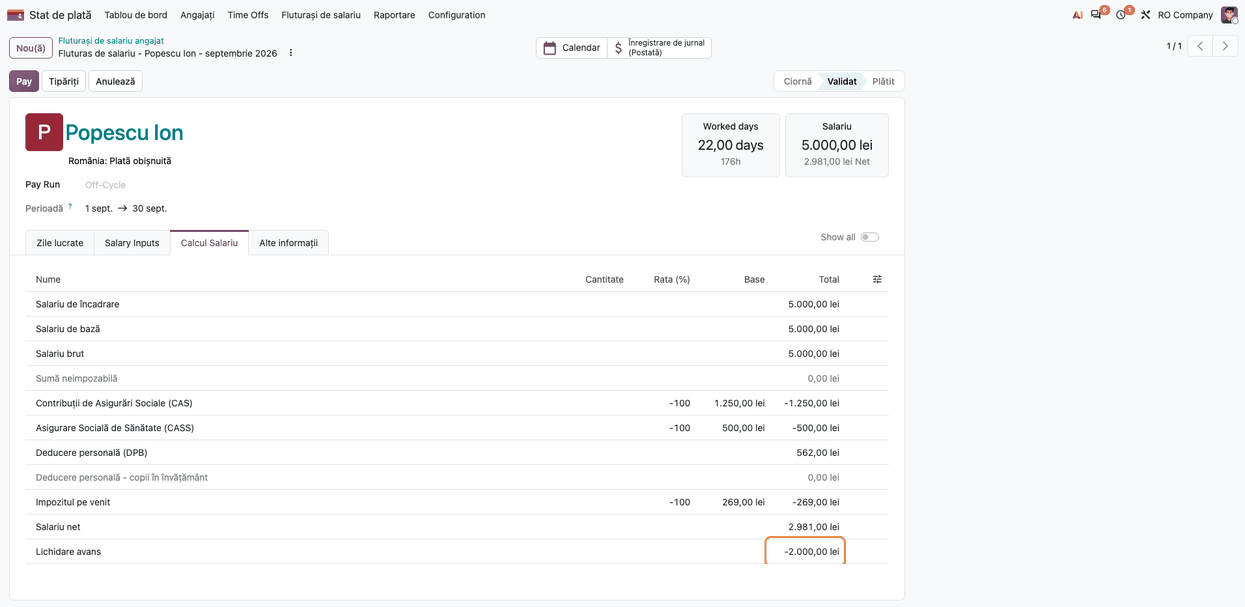 Stat de plată Tablou de bord Angajați Time Offs Fluturași de salariu Raportare Configuration AI 6 1 RO Company
Nou(ă) Fluturași de salariu angajat
Fluturas de salariu - Popescu Ion - septembrie 2026
Calendar
$ Înregistrare de jurnal
(Postată)
1 / 1
Pay Tipăriți Anulează Ciornă Validat Plătit
P Popescu Ion
România: Plată obișnuită
Worked days
22,00 days
176h
Salariu
5.000,00 lei
2.981,00 lei Net
Pay Run Off-Cycle
Perioadă ? 1 sept. → 30 sept.
Zile lucrate Salary Inputs Calcul Salariu Alte informații Show all
Nume Cantitate Rata (%) Base Total
Salariu de încadrare 5.000,00 lei
Salariu de bază 5.000,00 lei
Salariu brut 5.000,00 lei
Sumă neimpozabilă 0,00 lei
Contribuții de Asigurări Sociale (CAS) -100 1.250,00 lei -1.250,00 lei
Asigurare Socială de Sănătate (CASS) -100 500,00 lei -500,00 lei
Deducere personală (DPB) 562,00 lei
Deducere personală - copii în învățământ 0,00 lei
Impozitul pe venit -100 269,00 lei -269,00 lei
Salariu net 2.981,00 lei
Lichidare avans -2.000,00 lei